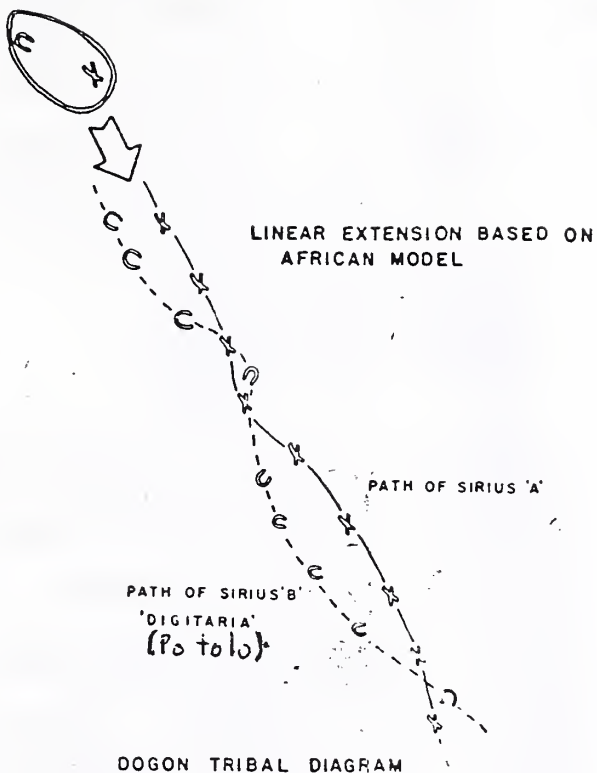 LINEAR EXTENSION BASED ON
AFRICAN MODEL
PATH OF SIRIUS 'A'
PATH OF SIRIUS 'B'
'DIGITARIA'
(Po tolo)
DOGON TRIBAL DIAGRAM